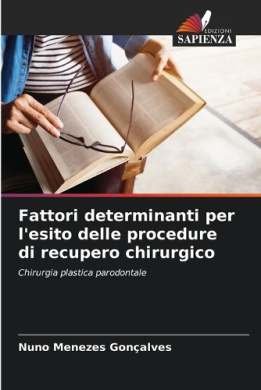 EDIZIONI
SAPIENZA
Fattori determinanti per
l'esito delle procedure
di recupero chirurgico
Chirurgia plastica parodontale
Nuno Menezes Gonçalves